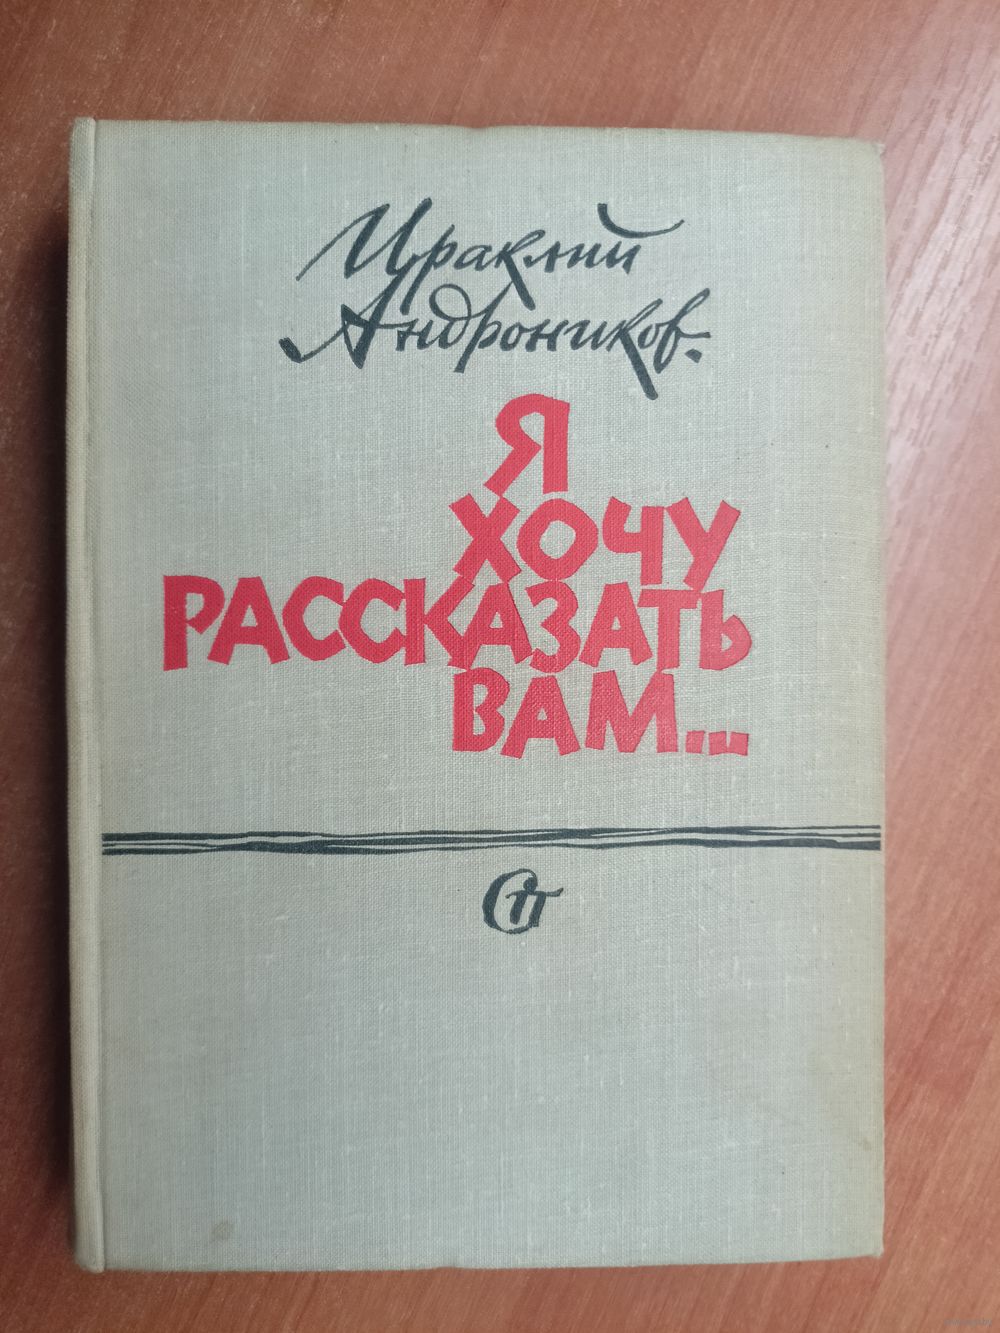 Ираклий
Андроников.
Я
ХОЧУ
РАССКАЗАТЬ
ВАМ...
СП